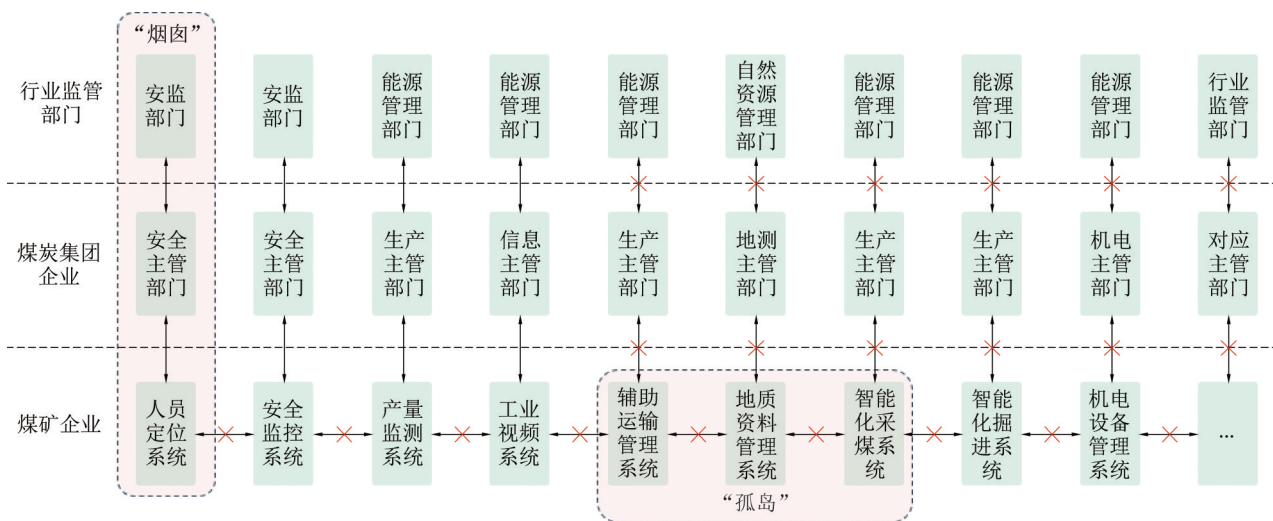 “烟囱”
行业监管
部门
安监
部门
安监
部门
能源
管理
部门
能源
管理
部门
能源
管理
部门
自然
资源
管理
部门
能源
管理
部门
能源
管理
部门
能源
管理
部门
行业
监管
部门
煤炭集团
企业
安全
主管
部门
安全
主管
部门
生产
主管
部门
信息
主管
部门
生产
主管
部门
地测
主管
部门
生产
主管
部门
生产
主管
部门
机电
主管
部门
对应
主管
部门
煤矿企业
人员
定位
系统
安全
监控
系统
产量
监测
系统
工业
视频
系统
辅助
运输
管理
系统
地质
资料
管理
系统
智能
化采
煤系
统
智能
化掘
进系
统
机电
设备
管理
系统
...
“孤岛”